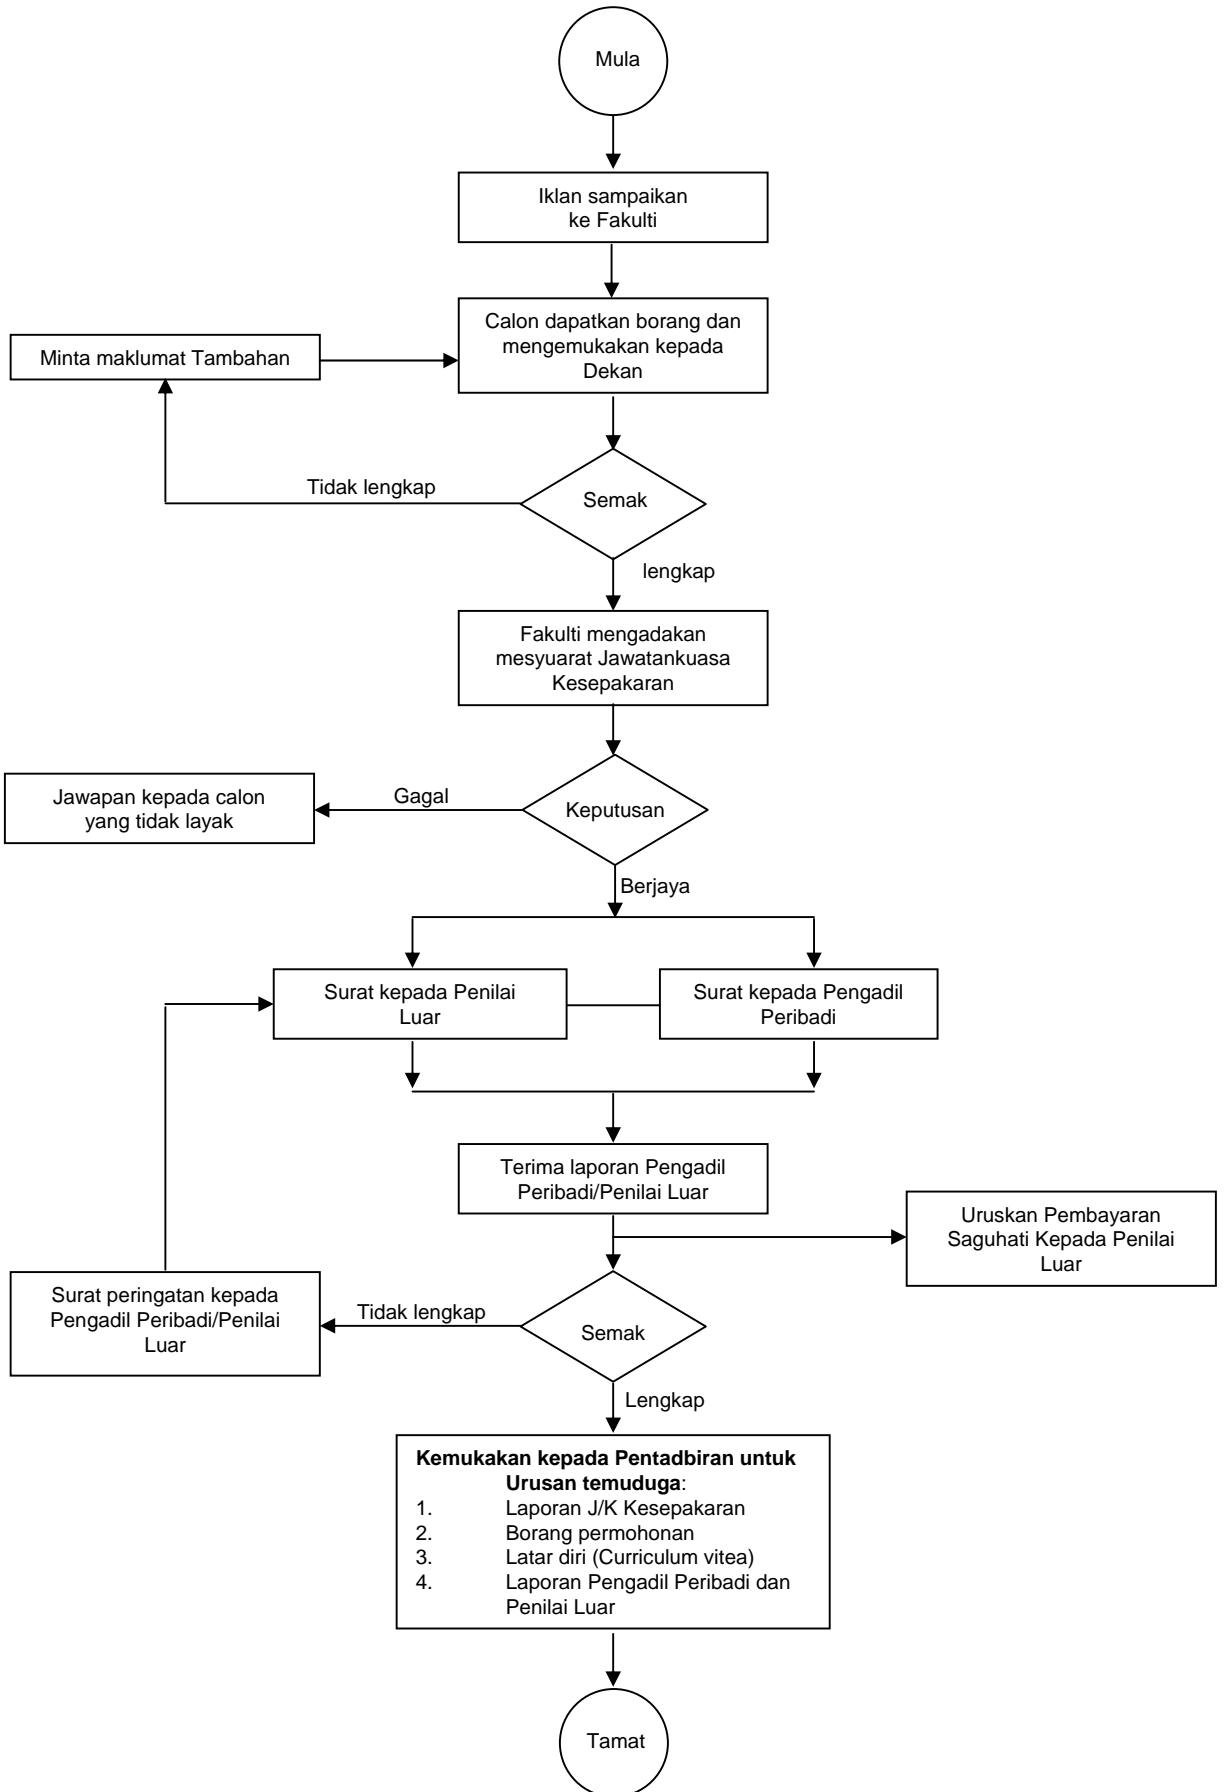 Mula
Iklan sampaikan
ke Fakulti
Calon dapatkan borang dan
mengemukakan kepada
Dekan
Minta maklumat Tambahan
Tidak lengkap
Semak
lengkap
Fakulti mengadakan
mesyuarat Jawatankuasa
Kesepakaran
Jawapan kepada calon
yang tidak layak
Gagal
Keputusan
Berjaya
Surat kepada Penilai
Luar
Surat kepada Pengadil
Peribadi
Terima laporan Pengadil
Peribadi/Penilai Luar
Uruskan Pembayaran
Saguhati Kepada Penilai
Luar
Surat peringatan kepada
Pengadil Peribadi/Penilai
Luar
Tidak lengkap
Semak
Lengkap
Kemukakan kepada Pentadbiran untuk
Urusan temuduga:
1. Laporan J/K Kesepakaran
2. Borang permohonan
3. Latar diri (Curriculum vitea)
4. Laporan Pengadil Peribadi dan
Penilai Luar
Tamat